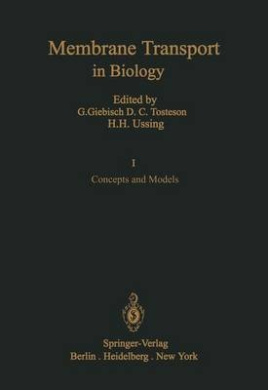 Membrane Transport
in Biology
Edited by
G.Giebisch D. C. Tosteson
H.H. Ussing
I
Concepts and Models
Springer-Verlag
Berlin . Heidelberg . New York